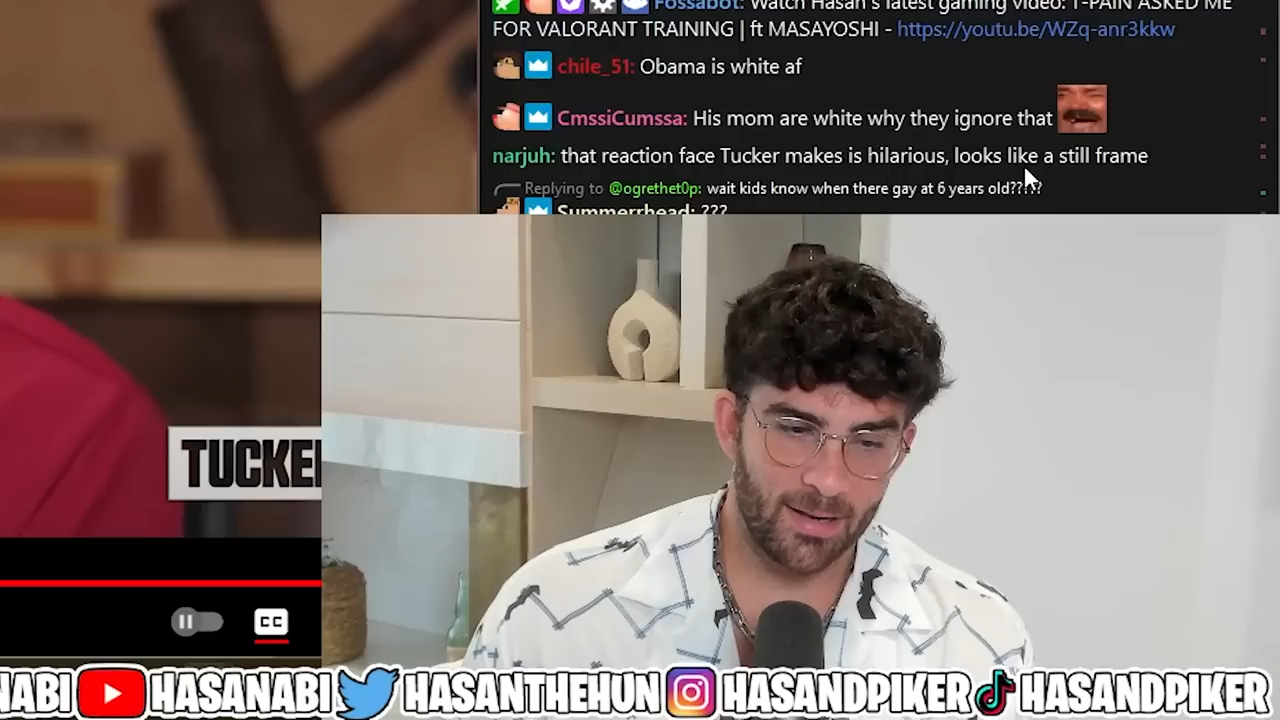 Fossabot: Watch Hasan's latest gaming video: T-PAIN ASKED ME
FOR VALORANT TRAINING | ft MASAYOSHI - https://youtu.be/WZq-anr3kkw
chile_51: Obama is white af
CmssiCumssa: His mom are white why they ignore that
narjuh: that reaction face Tucker makes is hilarious, looks like a still frame
Replying to @ogrethet0p: wait kids know when there gay at 6 years old?????
Summerrhead: ???
TUCKE
CC
NABI HASANABI HASANTHEHUN HASANDPIKER HASANDPIKER